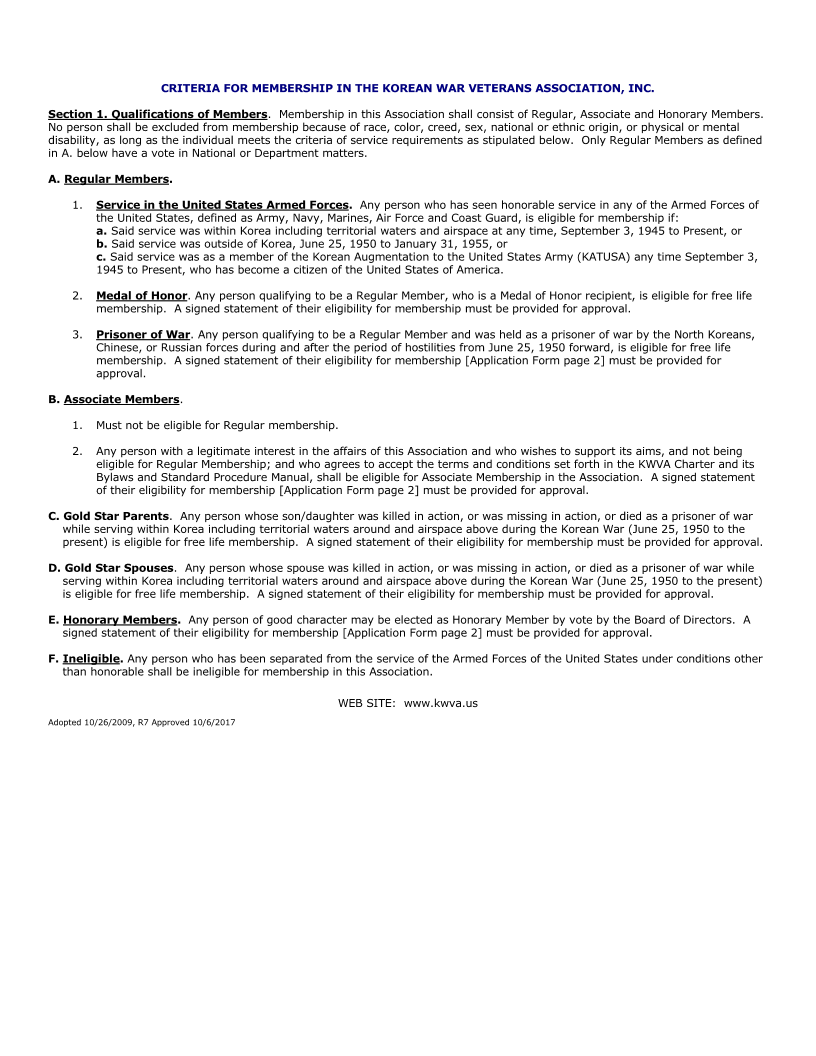 CRITERIA FOR MEMBERSHIP IN THE KOREAN WAR VETERANS ASSOCIATION, INC.
Section 1. Qualifications of Members. Membership in this Association shall consist of Regular, Associate and Honorary Members.
No person shall be excluded from membership because of race, color, creed, sex, national or ethnic origin, or physical or mental
disability, as long as the individual meets the criteria of service requirements as stipulated below. Only Regular Members as defined
in A. below have a vote in National or Department matters.
A. Regular Members.
1. Service in the United States Armed Forces. Any person who has seen honorable service in any of the Armed Forces of
the United States, defined as Army, Navy, Marines, Air Force and Coast Guard, is eligible for membership if:
a. Said service was within Korea including territorial waters and airspace at any time, September 3, 1945 to Present, or
b. Said service was outside of Korea, June 25, 1950 to January 31, 1955, or
c. Said service was as a member of the Korean Augmentation to the United States Army (KATUSA) any time September 3,
1945 to Present, who has become a citizen of the United States of America.
2. Medal of Honor. Any person qualifying to be a Regular Member, who is a Medal of Honor recipient, is eligible for free life
membership. A signed statement of their eligibility for membership must be provided for approval.
3. Prisoner of War. Any person qualifying to be a Regular Member and was held as a prisoner of war by the North Koreans,
Chinese, or Russian forces during and after the period of hostilities from June 25, 1950 forward, is eligible for free life
membership. A signed statement of their eligibility for membership [Application Form page 2] must be provided for
approval.
B. Associate Members.
1. Must not be eligible for Regular membership.
2. Any person with a legitimate interest in the affairs of this Association and who wishes to support its aims, and not being
eligible for Regular Membership; and who agrees to accept the terms and conditions set forth in the KWVA Charter and its
Bylaws and Standard Procedure Manual, shall be eligible for Associate Membership in the Association. A signed statement
of their eligibility for membership [Application Form page 2] must be provided for approval.
C. Gold Star Parents. Any person whose son/daughter was killed in action, or was missing in action, or died as a prisoner of war
while serving within Korea including territorial waters around and airspace above during the Korean War (June 25, 1950 to the
present) is eligible for free life membership. A signed statement of their eligibility for membership must be provided for approval.
D. Gold Star Spouses. Any person whose spouse was killed in action, or was missing in action, or died as a prisoner of war while
serving within Korea including territorial waters around and airspace above during the Korean War (June 25, 1950 to the present)
is eligible for free life membership. A signed statement of their eligibility for membership must be provided for approval.
E. Honorary Members. Any person of good character may be elected as Honorary Member by vote by the Board of Directors. A
signed statement of their eligibility for membership [Application Form page 2] must be provided for approval.
F. Ineligible. Any person who has been separated from the service of the Armed Forces of the United States under conditions other
than honorable shall be ineligible for membership in this Association.
WEB SITE: www.kwva.us
Adopted 10/26/2009, R7 Approved 10/6/2017